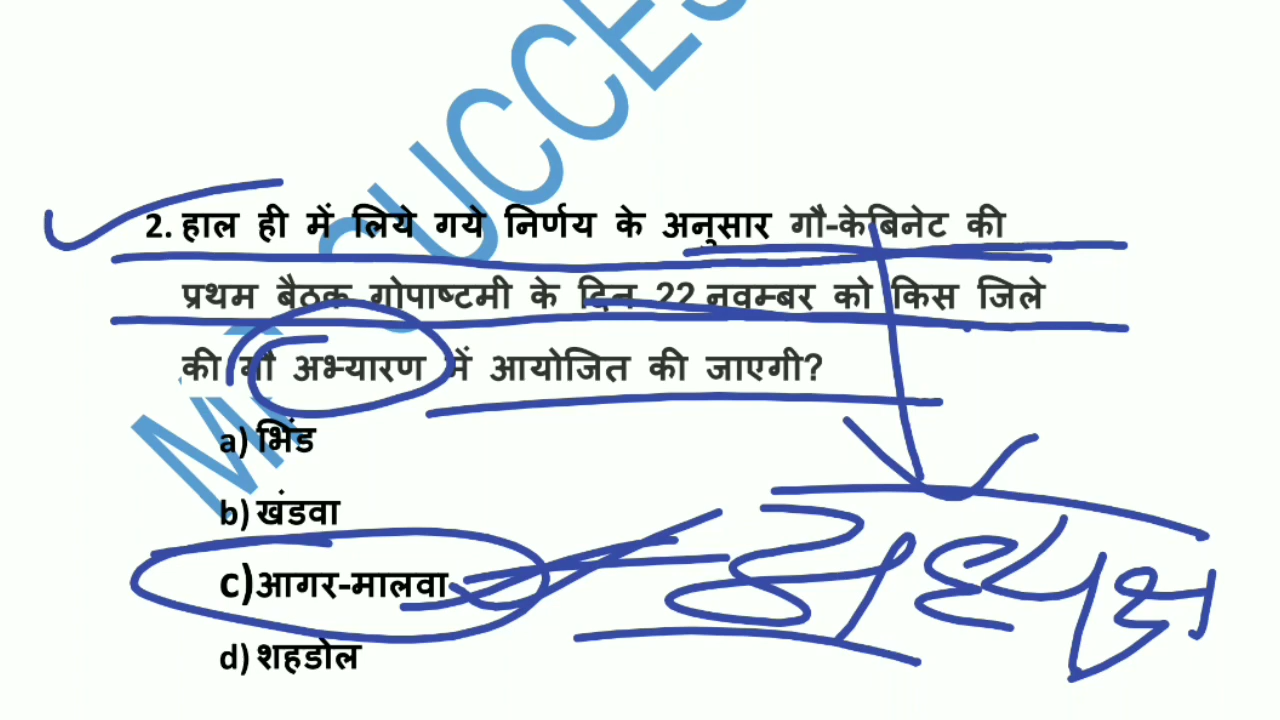 2. हाल ही में लिये गये निर्णय के अनुसार गौ-केबिनेट की
प्रथम बैठक गोपाष्टमी के दिन 22 नवम्बर को किस जिले
की गौ अभ्यारण में आयोजित की जाएगी?
a) भिंड
b) खंडवा
c)आगर-मालवा
d) शहडोल